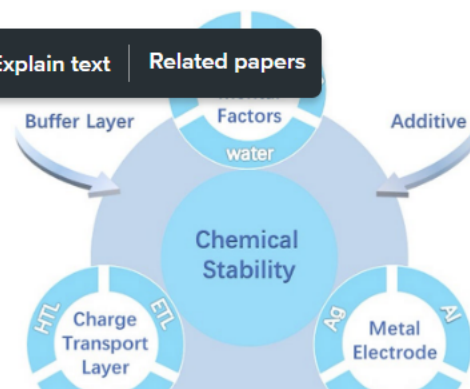 Explain text
Related papers
Factors
Buffer Layer
Additive
water
Chemical
Stability
HTL
ETL
Charge
Transport
Layer
Ag
Al
Metal
Electrode